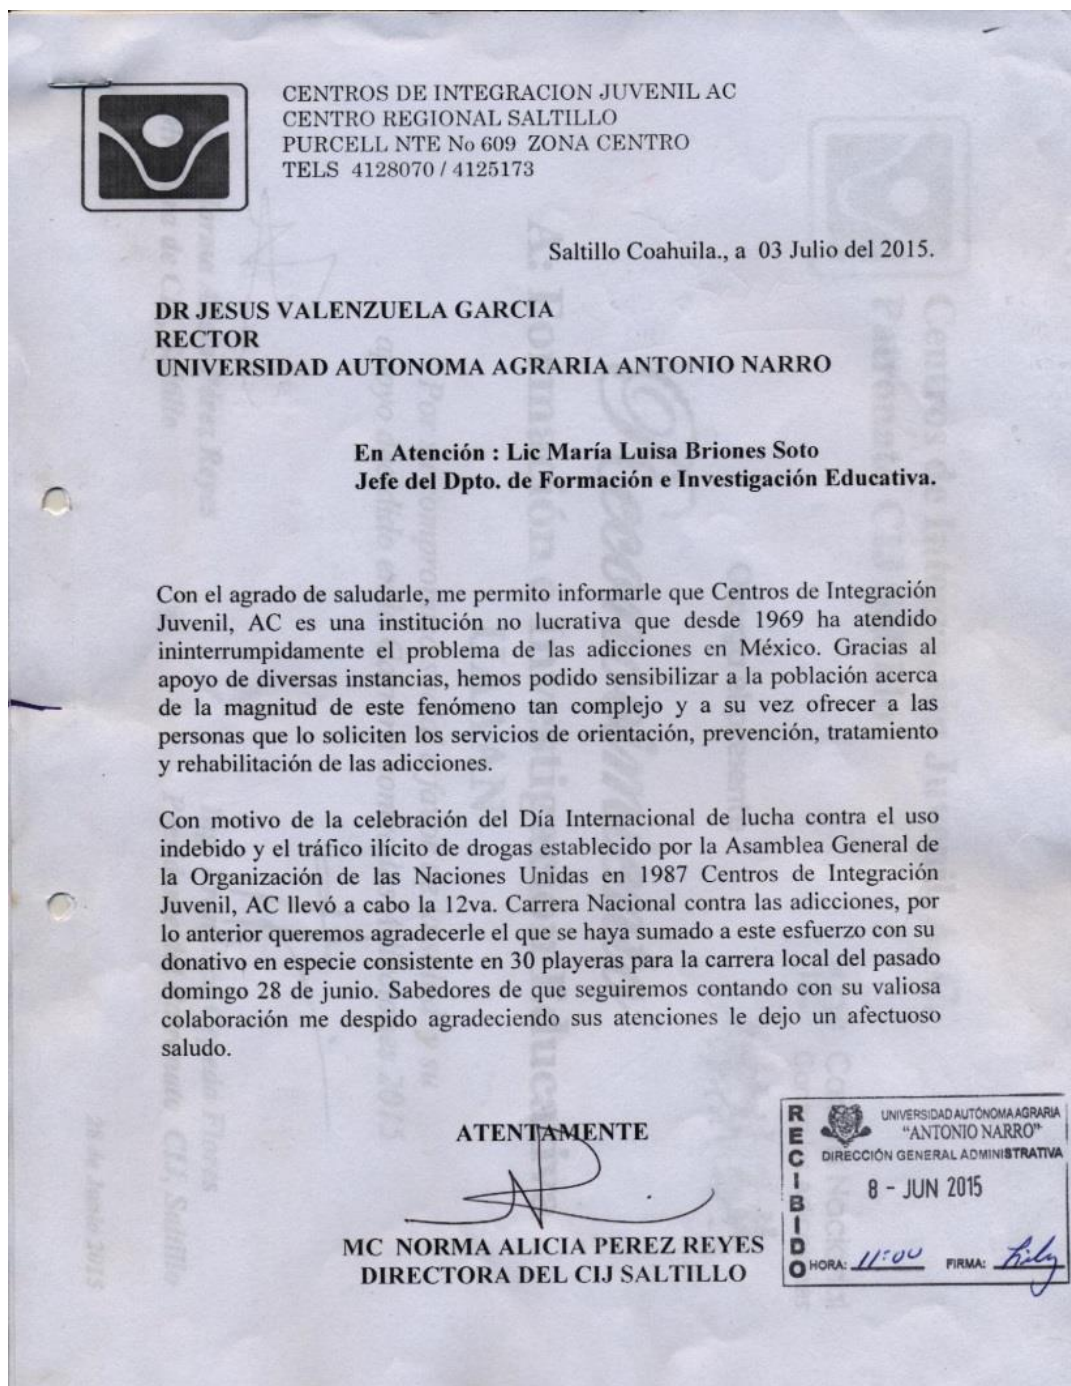 CENTROS DE INTEGRACION JUVENIL AC
CENTRO REGIONAL SALTILLO
PURCELL NTE No 609 ZONA CENTRO
TELS 4128070 / 4125173
Saltillo Coahuila., a 03 Julio del 2015.
DR JESUS VALENZUELA GARCIA
RECTOR
UNIVERSIDAD AUTONOMA AGRARIA ANTONIO NARRO
En Atención : Lic María Luisa Briones Soto
Jefe del Dpto. de Formación e Investigación Educativa.
Con el agrado de saludarle, me permito informarle que Centros de Integración
Juvenil, AC es una institución no lucrativa que desde 1969 ha atendido
ininterrumpidamente el problema de las adicciones en México. Gracias al
apoyo de diversas instancias, hemos podido sensibilizar a la población acerca
de la magnitud de este fenómeno tan complejo y a su vez ofrecer a las
personas que lo soliciten los servicios de orientación, prevención, tratamiento
y rehabilitación de las adicciones.
Con motivo de la celebración del Día Internacional de lucha contra el uso
indebido y el tráfico ilícito de drogas establecido por la Asamblea General de
la Organización de las Naciones Unidas en 1987 Centros de Integración
Juvenil, AC llevó a cabo la 12va. Carrera Nacional contra las adicciones, por
lo anterior queremos agradecerle el que se haya sumado a este esfuerzo con su
donativo en especie consistente en 30 playeras para la carrera local del pasado
domingo 28 de junio. Sabedores de que seguiremos contando con su valiosa
colaboración me despido agradeciendo sus atenciones le dejo un afectuoso
saludo.
ATENTAMENTE
MC NORMA ALICIA PEREZ REYES
DIRECTORA DEL CIJ SALTILLO
RECIBIDO
UNIVERSIDAD AUTÓNOMA AGRARIA
"ANTONIO NARRO"
DIRECCIÓN GENERAL ADMINISTRATIVA
8 - JUN 2015
HORA: 11:00 FIRMA: Lily